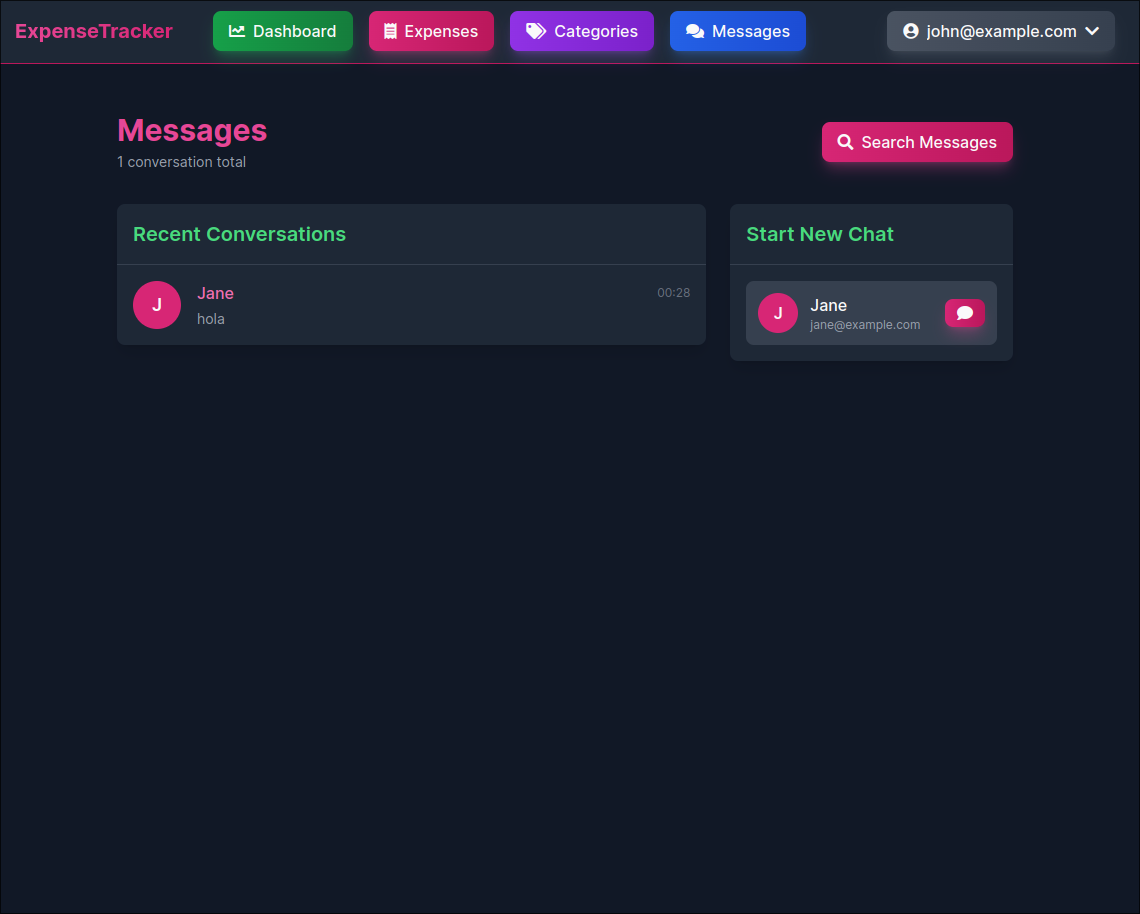 ExpenseTracker
Dashboard
Expenses
Categories
Messages
john@example.com
Messages
1 conversation total
Search Messages
Recent Conversations
J
Jane
00:28
hola
Start New Chat
J
Jane
jane@example.com